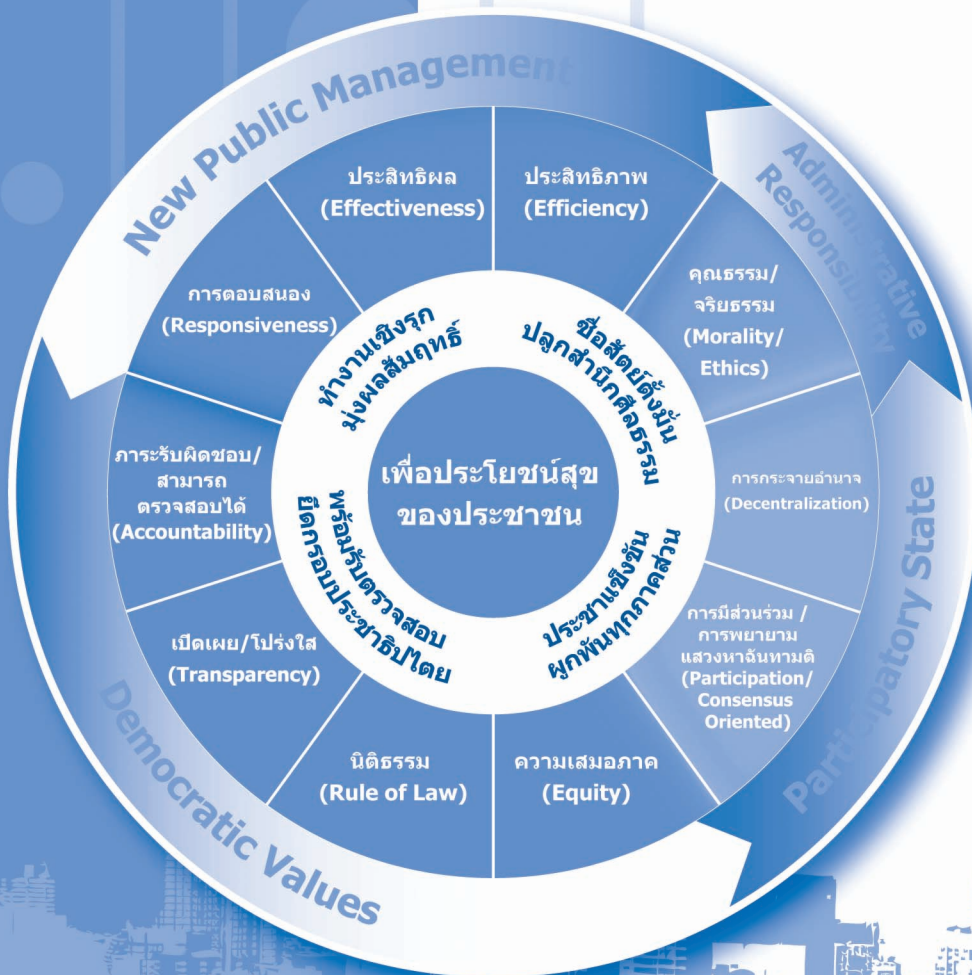 New Public Management
Administrative
Responsibility
Participatory State
Democratic Values
ประสิทธิผล
(Effectiveness)
ประสิทธิภาพ
(Efficiency)
คุณธรรม/
จริยธรรม
(Morality/
Ethics)
การกระจายอำนาจ
(Decentralization)
การมีส่วนร่วม /
การพยายาม
แสวงหาฉันทามติ
(Participation/
Consensus
Oriented)
ความเสมอภาค
(Equity)
นิติธรรม
(Rule of Law)
เปิดเผย/โปร่งใส
(Transparency)
ภาระรับผิดชอบ/
สามารถ
ตรวจสอบได้
(Accountability)
การตอบสนอง
(Responsiveness)
ทำงานเชิงรุก
มุ่งผลสัมฤทธิ์
ซื่อสัตย์ตั้งมั่น
ปลูกสำนึกศีลธรรม
ประชาแข็งขัน
ผูกพันทุกภาคส่วน
พร้อมรับตรวจสอบ
ยึดกรอบประชาธิปไตย
เพื่อประโยชน์สุข
ของประชาชน